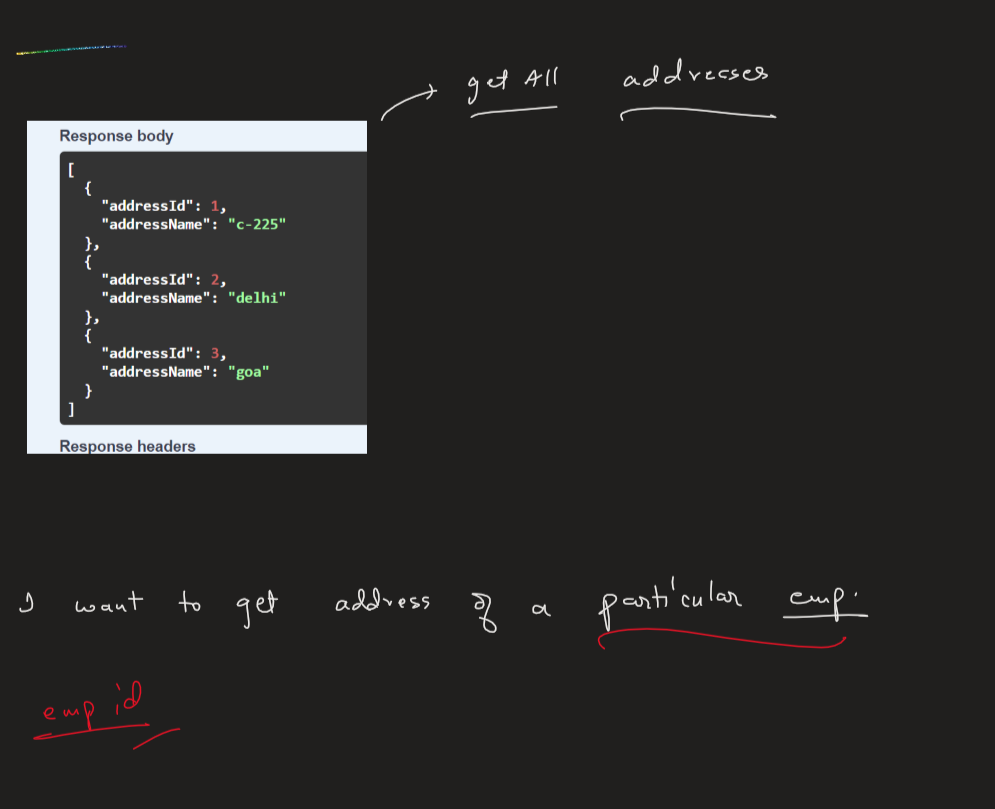 get All addresses
Response body
[
{
"addressId": 1,
"addressName": "c-225"
},
{
"addressId": 2,
"addressName": "delhi"
},
{
"addressId": 3,
"addressName": "goa"
}
]
Response headers
I want to get address of a particular emp.
emp id